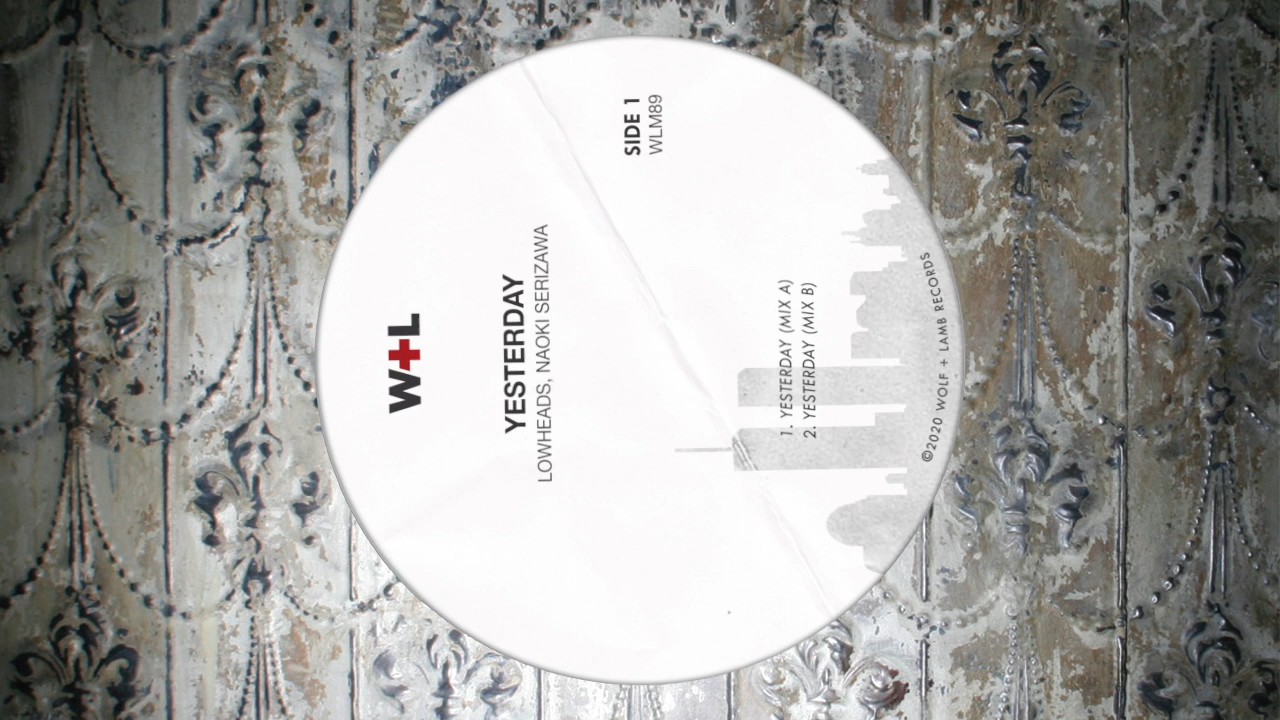 W+L
YESTERDAY
LOWHEADS, NAOKI SERIZAWA
SIDE 1
WLM89
1. YESTERDAY (MIX A)
2. YESTERDAY (MIX B)
©2020 WOLF + LAMB RECORDS